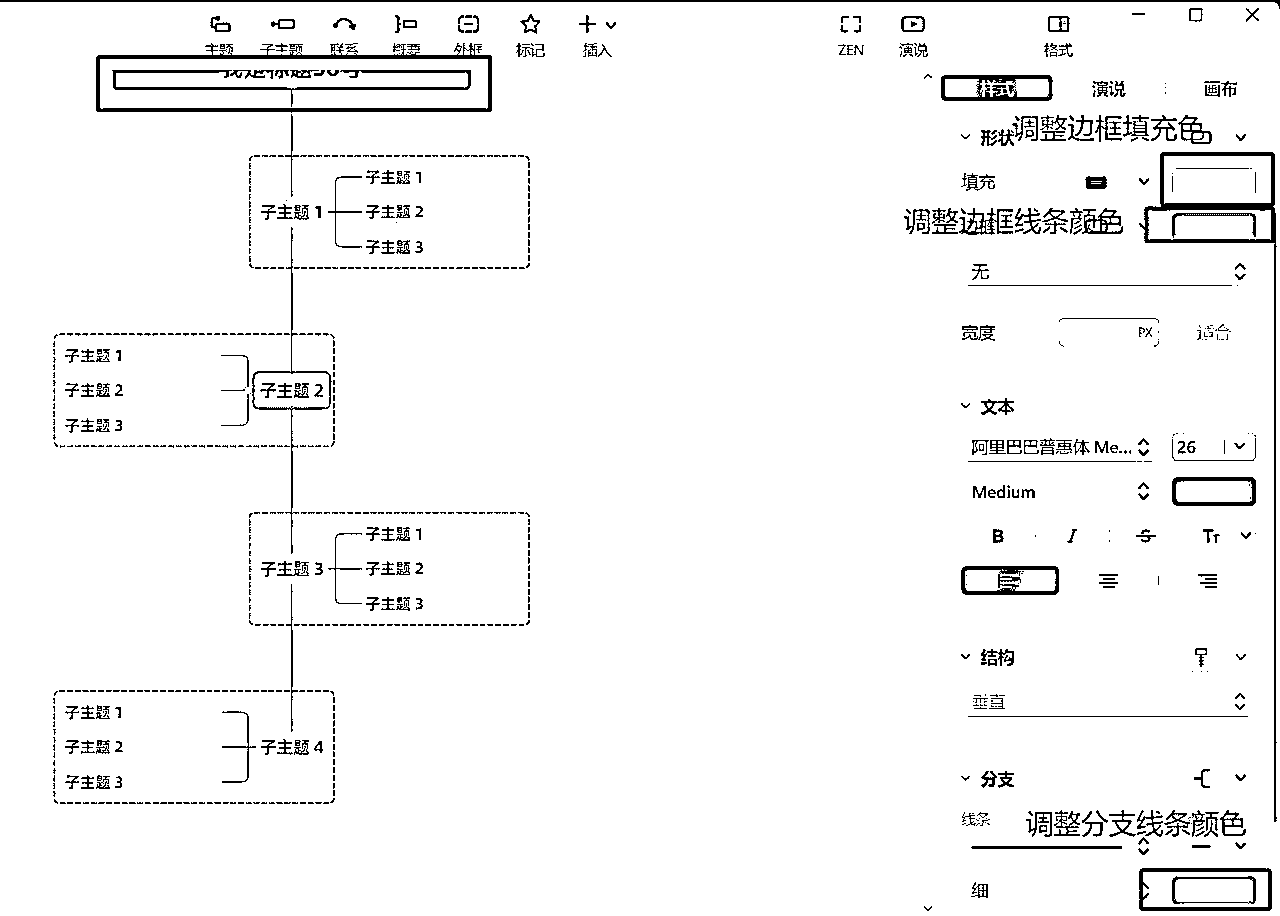 主题 子主题 联系 概要 外框 标记 插入 ZEN 演说 格式
我是标题36号
样式 演说 画布
调整边框填充色
形状
填充
调整边框线条颜色
无
宽度 PX 适合
文本
阿里巴巴普惠体 Me... 26
Medium
B I S Tт
结构
垂直
分支
线条
调整分支线条颜色
细
子主题 1
子主题 1
子主题 2
子主题 3
子主题 2
子主题 1
子主题 2
子主题 3
子主题 3
子主题 1
子主题 2
子主题 3
子主题 4
子主题 1
子主题 2
子主题 3